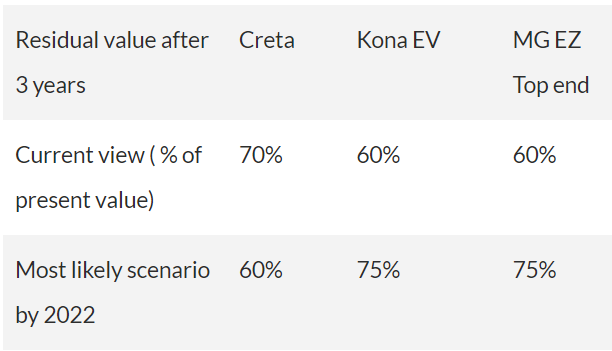 Residual value after Creta Kona EV MG EZ
3 years Top end
Current view ( % of 70% 60% 60%
present value)
Most likely scenario 60% 75% 75%
by 2022